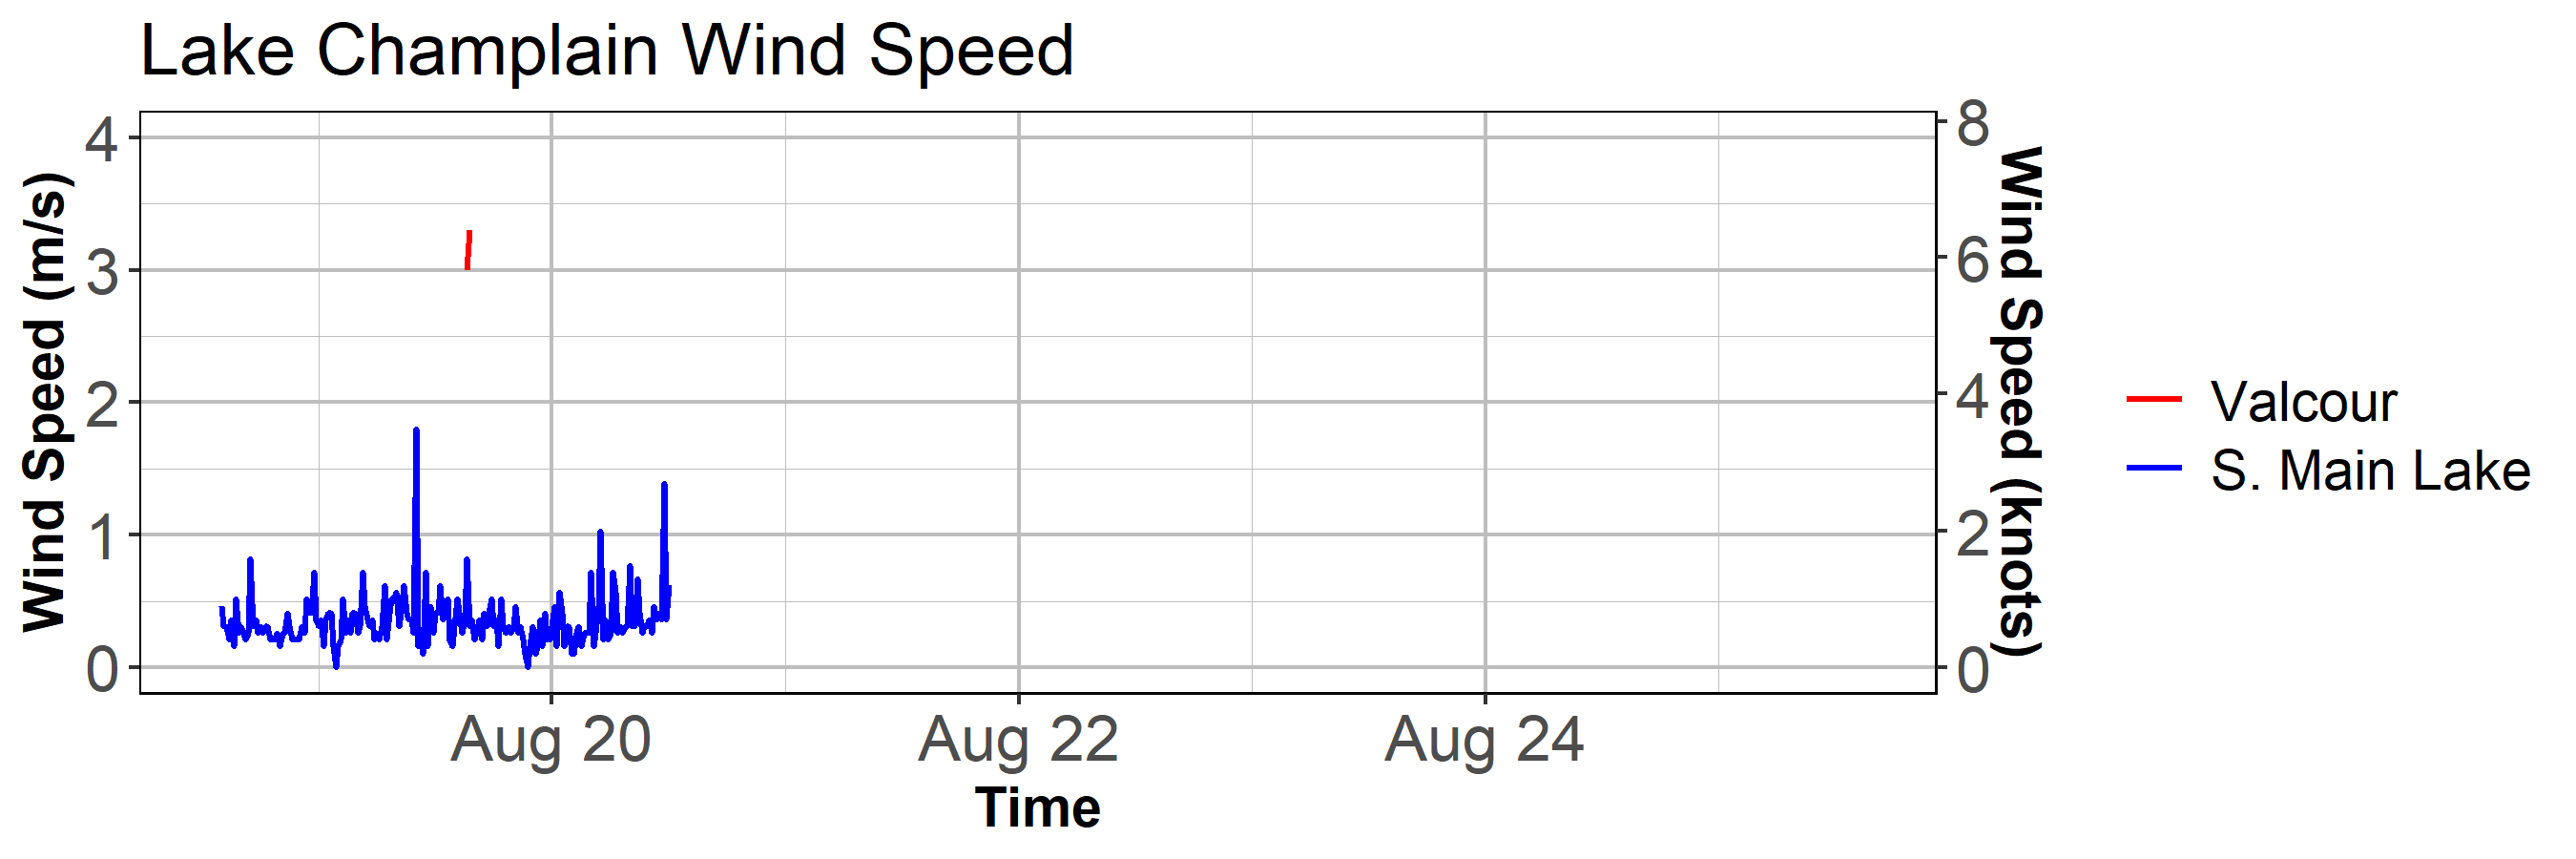 Lake Champlain Wind Speed
Wind Speed (m/s)
4
3
2
1
0
8
6
4
2
0
Wind Speed (knots)
Aug 20
Aug 22
Aug 24
Time
Valcour
S. Main Lake